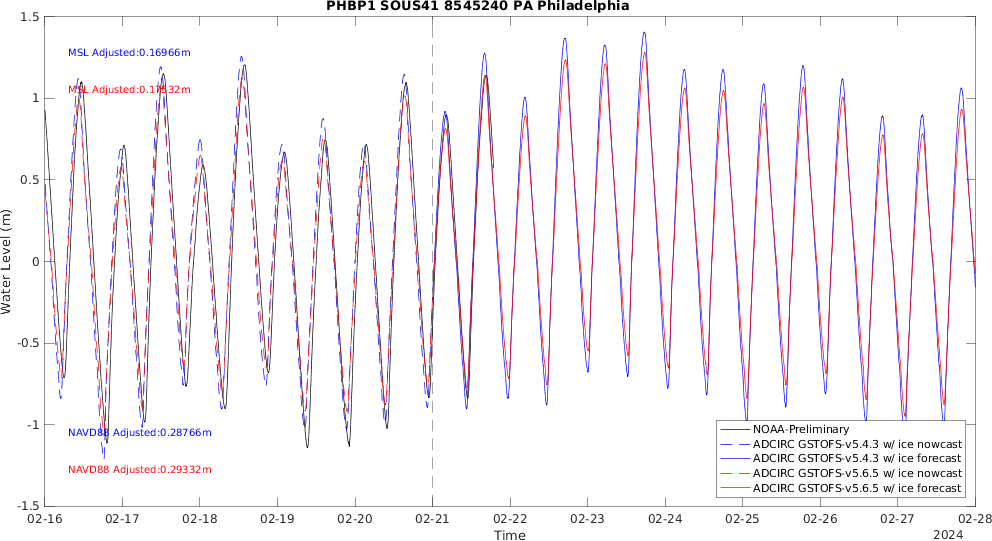 PHBP1 SOUS41 8545240 PA Philadelphia
1.5
1
0.5
0
-0.5
-1
-1.5
Water Level (m)
MSL Adjusted:0.16966m
MSL Adjusted:0.17532m
NAVD88 Adjusted:0.28766m
NAVD88 Adjusted:0.29332m
NOAA-Preliminary
ADCIRC GSTOFS-v5.4.3 w/ ice nowcast
ADCIRC GSTOFS-v5.4.3 w/ ice forecast
ADCIRC GSTOFS-v5.6.5 w/ ice nowcast
ADCIRC GSTOFS-v5.6.5 w/ ice forecast
02-16 02-17 02-18 02-19 02-20 02-21 02-22 02-23 02-24 02-25 02-26 02-27 02-28
Time
2024